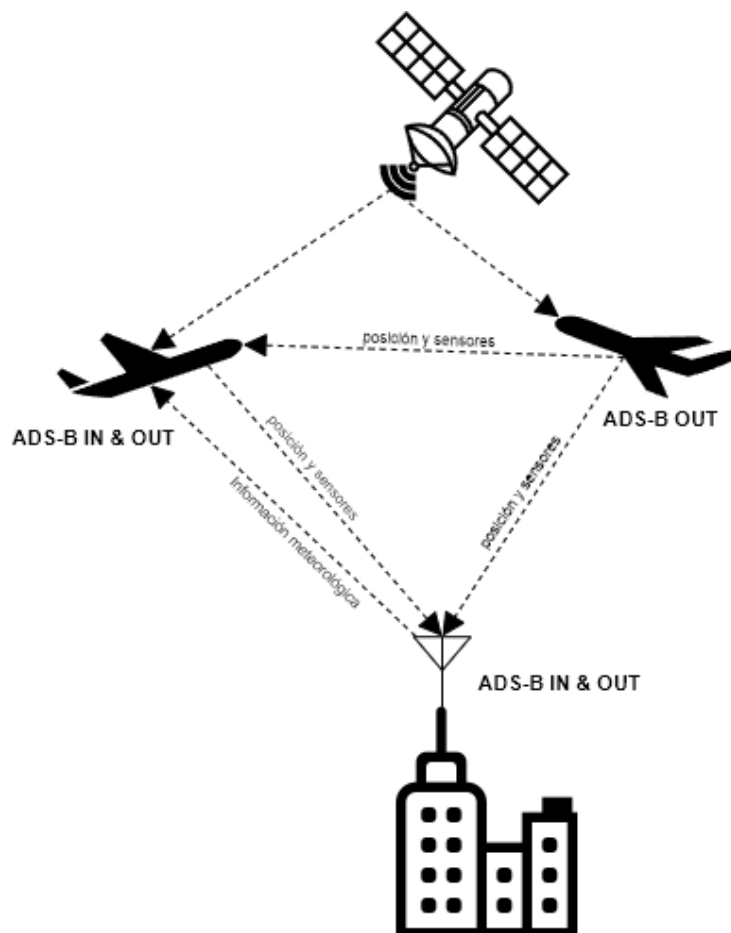 posición y sensores
ADS-B IN & OUT
ADS-B OUT
posición y sensores
posición y sensores
Información meteorológica
ADS-B IN & OUT